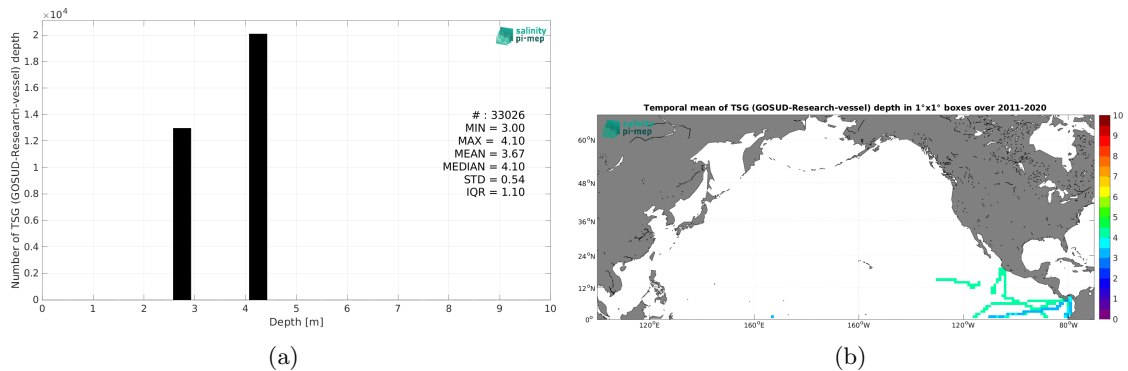 ×10⁴
2
1.8
1.6
1.4
1.2
1
0.8
0.6
0.4
0.2
0
Number of TSG (GOSUD-Research-vessel) depth
salinity
pi-mep
# : 33026
MIN = 3.00
MAX = 4.10
MEAN = 3.67
MEDIAN = 4.10
STD = 0.54
IQR = 1.10
0 1 2 3 4 5 6 7 8 9 10
Depth [m]
(a)
Temporal mean of TSG (GOSUD-Research-vessel) depth in 1°x1° boxes over 2011-2020
salinity
pi-mep
60°N
48°N
36°N
24°N
12°N
0°
120°E 160°E 160°W 120°W 80°W
10
9
8
7
6
5
4
3
2
1
0
(b)